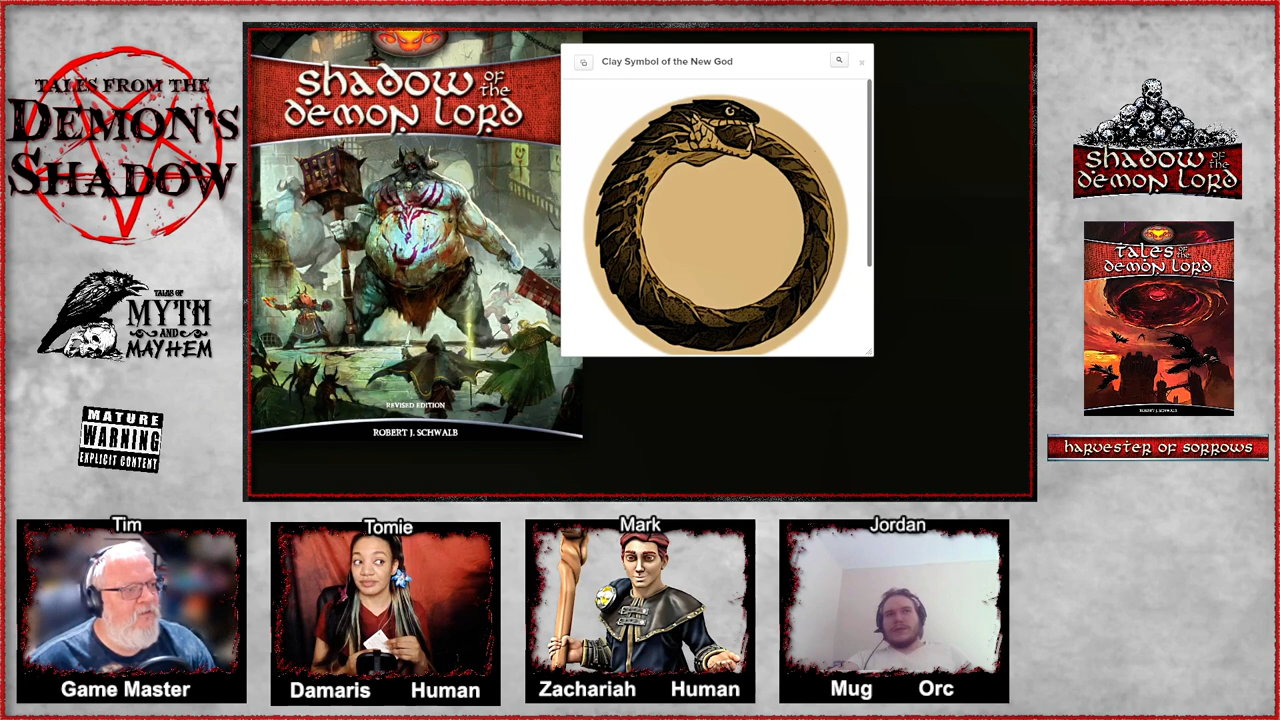 TALES FROM THE
DEMON'S
SHADOW
TALES OF
MYTH
AND
MAYHEM
MATURE
WARNING
EXPLICIT CONTENT
shadow of the
demon lord
REVISED EDITION
ROBERT J. SCHWALB
Clay Symbol of the New God
shadow of the
demon lord
tales of the
demon lord
ROBERT J. SCHWALB
harvester of sorrows
Tim
Game Master
Tomie
Damaris Human
Mark
Zachariah Human
Jordan
Mug Orc